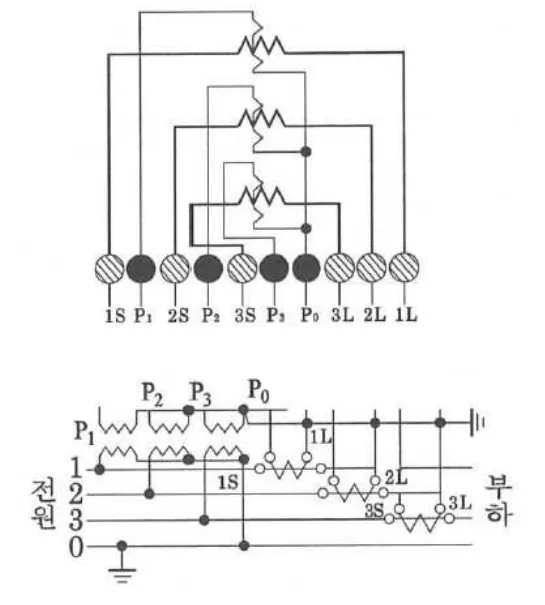 1S P₁ 2S P₂ 3S P₃ P₀ 3L 2L 1L
P₁ P₂ P₃ P₀
1L
1
1S
2L
2
3S 3L
3
0
전원
부하